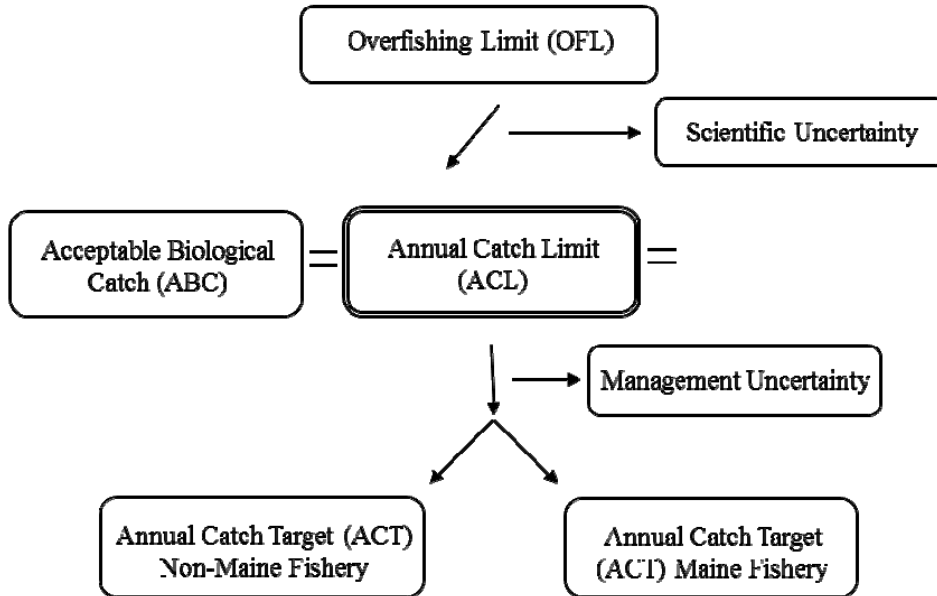 Overfishing Limit (OFL)
Scientific Uncertainty
Acceptable Biological
Catch (ABC)
=
Annual Catch Limit
(ACL)
=
Management Uncertainty
Annual Catch Target (ACT)
Non-Maine Fishery
Annual Catch Target
(ACT) Maine Fishery